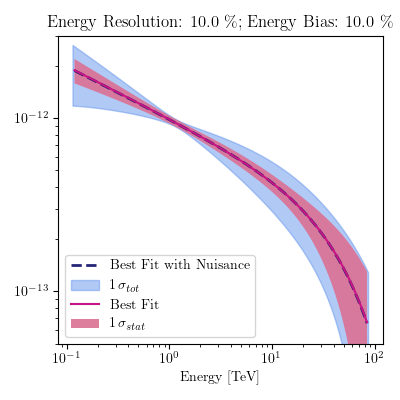 Energy Resolution: 10.0 %; Energy Bias: 10.0 %
10⁻¹²
10⁻¹³
Best Fit with Nuisance
1 σ_tot
Best Fit
1 σ_stat
10⁻¹ 10⁰ 10¹ 10²
Energy [TeV]